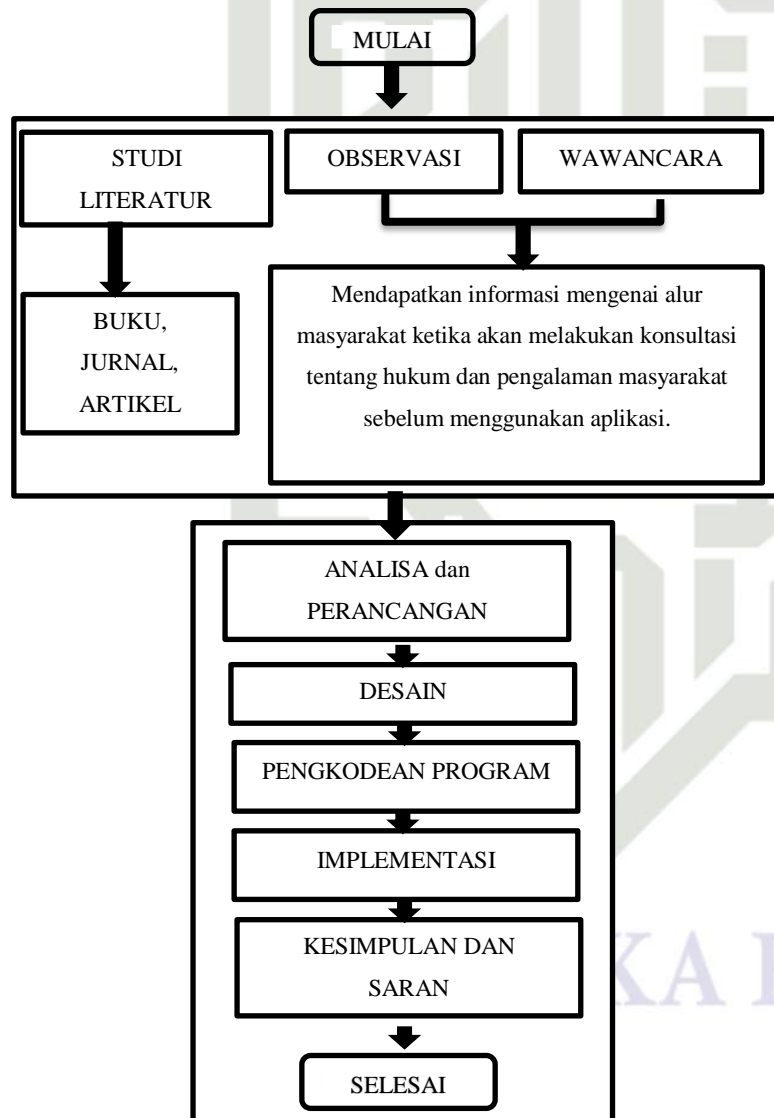 MULAI
STUDI
LITERATUR
OBSERVASI
WAWANCARA
BUKU,
JURNAL,
ARTIKEL
Mendapatkan informasi mengenai alur
masyarakat ketika akan melakukan konsultasi
tentang hukum dan pengalaman masyarakat
sebelum menggunakan aplikasi.
ANALISA dan
PERANCANGAN
DESAIN
PENGKODEAN PROGRAM
IMPLEMENTASI
KESIMPULAN DAN
SARAN
SELESAI